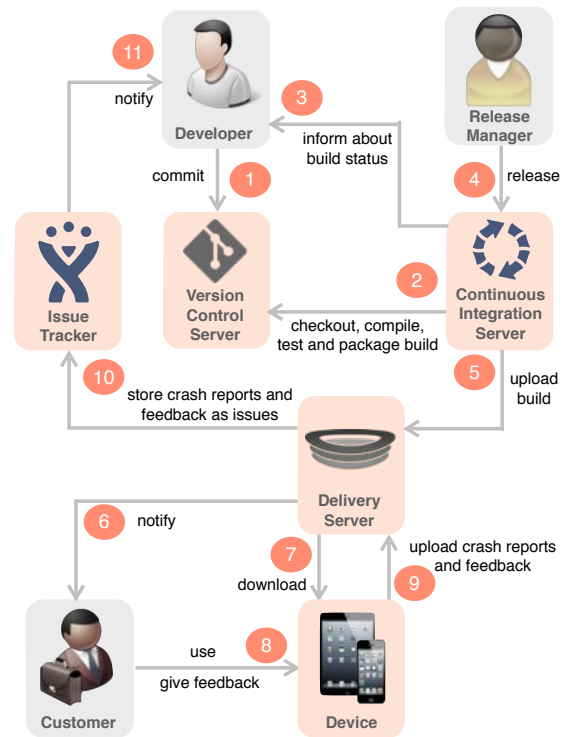 11
notify
Developer
3
inform about
build status
Release
Manager
commit
1
4
release
Issue
Tracker
Version
Control
Server
2
checkout, compile,
test and package build
Continuous
Integration
Server
10
store crash reports and
feedback as issues
5
upload
build
Delivery
Server
6
notify
7
download
9
upload crash reports
and feedback
Customer
use
8
give feedback
Device